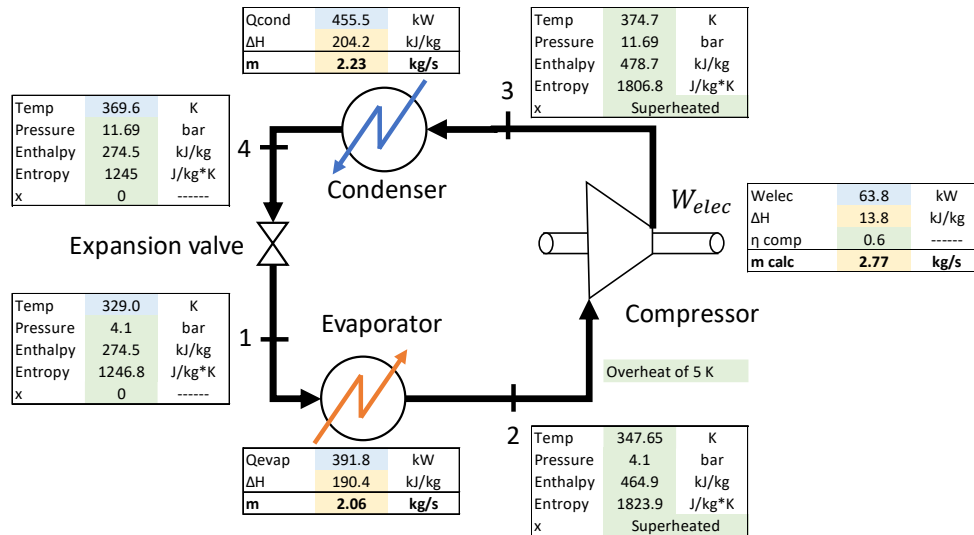 Qcond 455.5 kW
ΔH 204.2 kJ/kg
m 2.23 kg/s
Temp 374.7 K
Pressure 11.69 bar
Enthalpy 478.7 kJ/kg
Entropy 1806.8 J/kg*K
x Superheated
3
Temp 369.6 K
Pressure 11.69 bar
Enthalpy 274.5 kJ/kg
Entropy 1245 J/kg*K
x 0 ------
4
Condenser
W_elec
Welec 63.8 kW
ΔH 13.8 kJ/kg
η comp 0.6 ------
m calc 2.77 kg/s
Expansion valve
Temp 329.0 K
Pressure 4.1 bar
Enthalpy 274.5 kJ/kg
Entropy 1246.8 J/kg*K
x 0 ------
1
Evaporator
Compressor
Overheat of 5 K
2
Qevap 391.8 kW
ΔH 190.4 kJ/kg
m 2.06 kg/s
Temp 347.65 K
Pressure 4.1 bar
Enthalpy 464.9 kJ/kg
Entropy 1823.9 J/kg*K
x Superheated